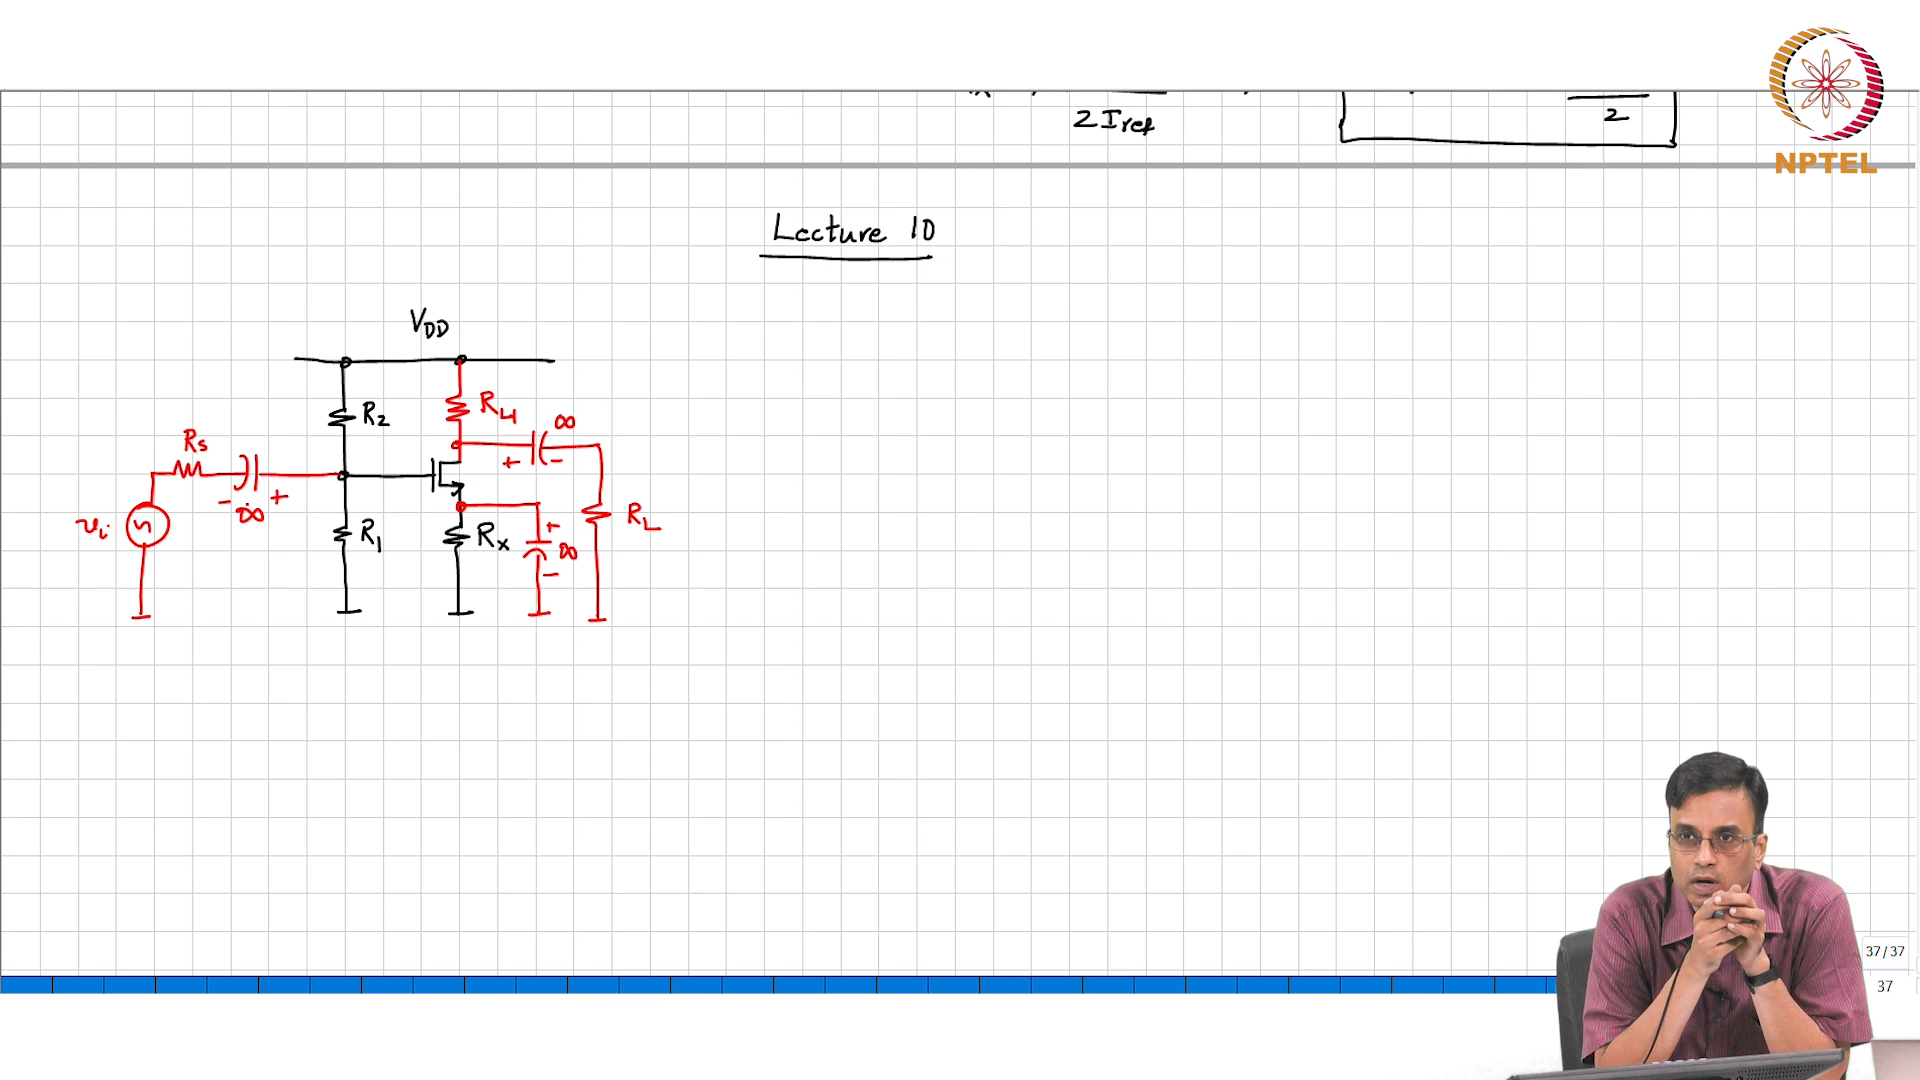 2Iref
2
NPTEL
Lecture 10
VDD
R2
R4
∞
Rs
+ -
- +
∞
vi
R1
Rx
+
∞
-
RL
37/37
37